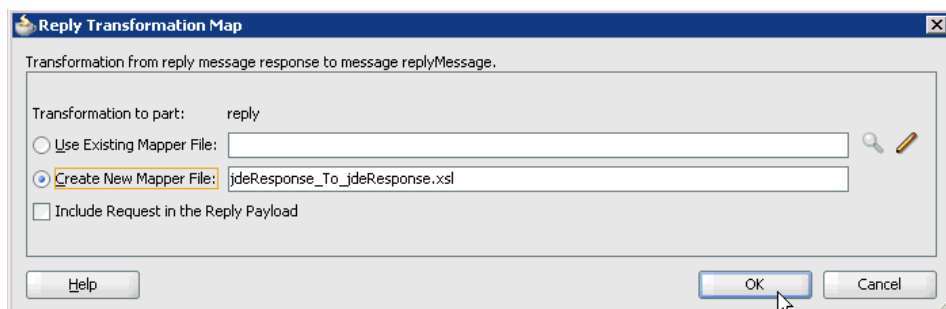 Reply Transformation Map
Transformation from reply message response to message replyMessage.
Transformation to part: reply
Use Existing Mapper File:
Create New Mapper File: jdeResponse_To_jdeResponse.xsl
Include Request in the Reply Payload
Help OK Cancel